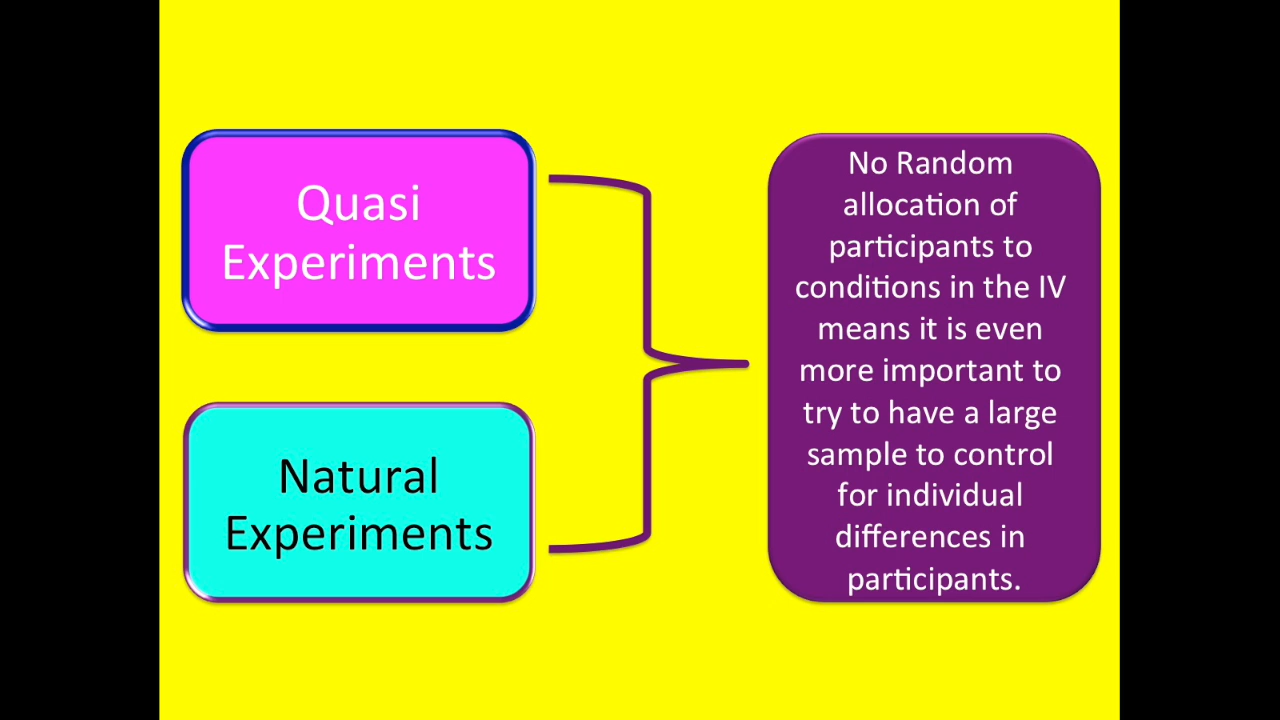 Quasi
Experiments
Natural
Experiments
No Random
allocation of
participants to
conditions in the IV
means it is even
more important to
try to have a large
sample to control
for individual
differences in
participants.